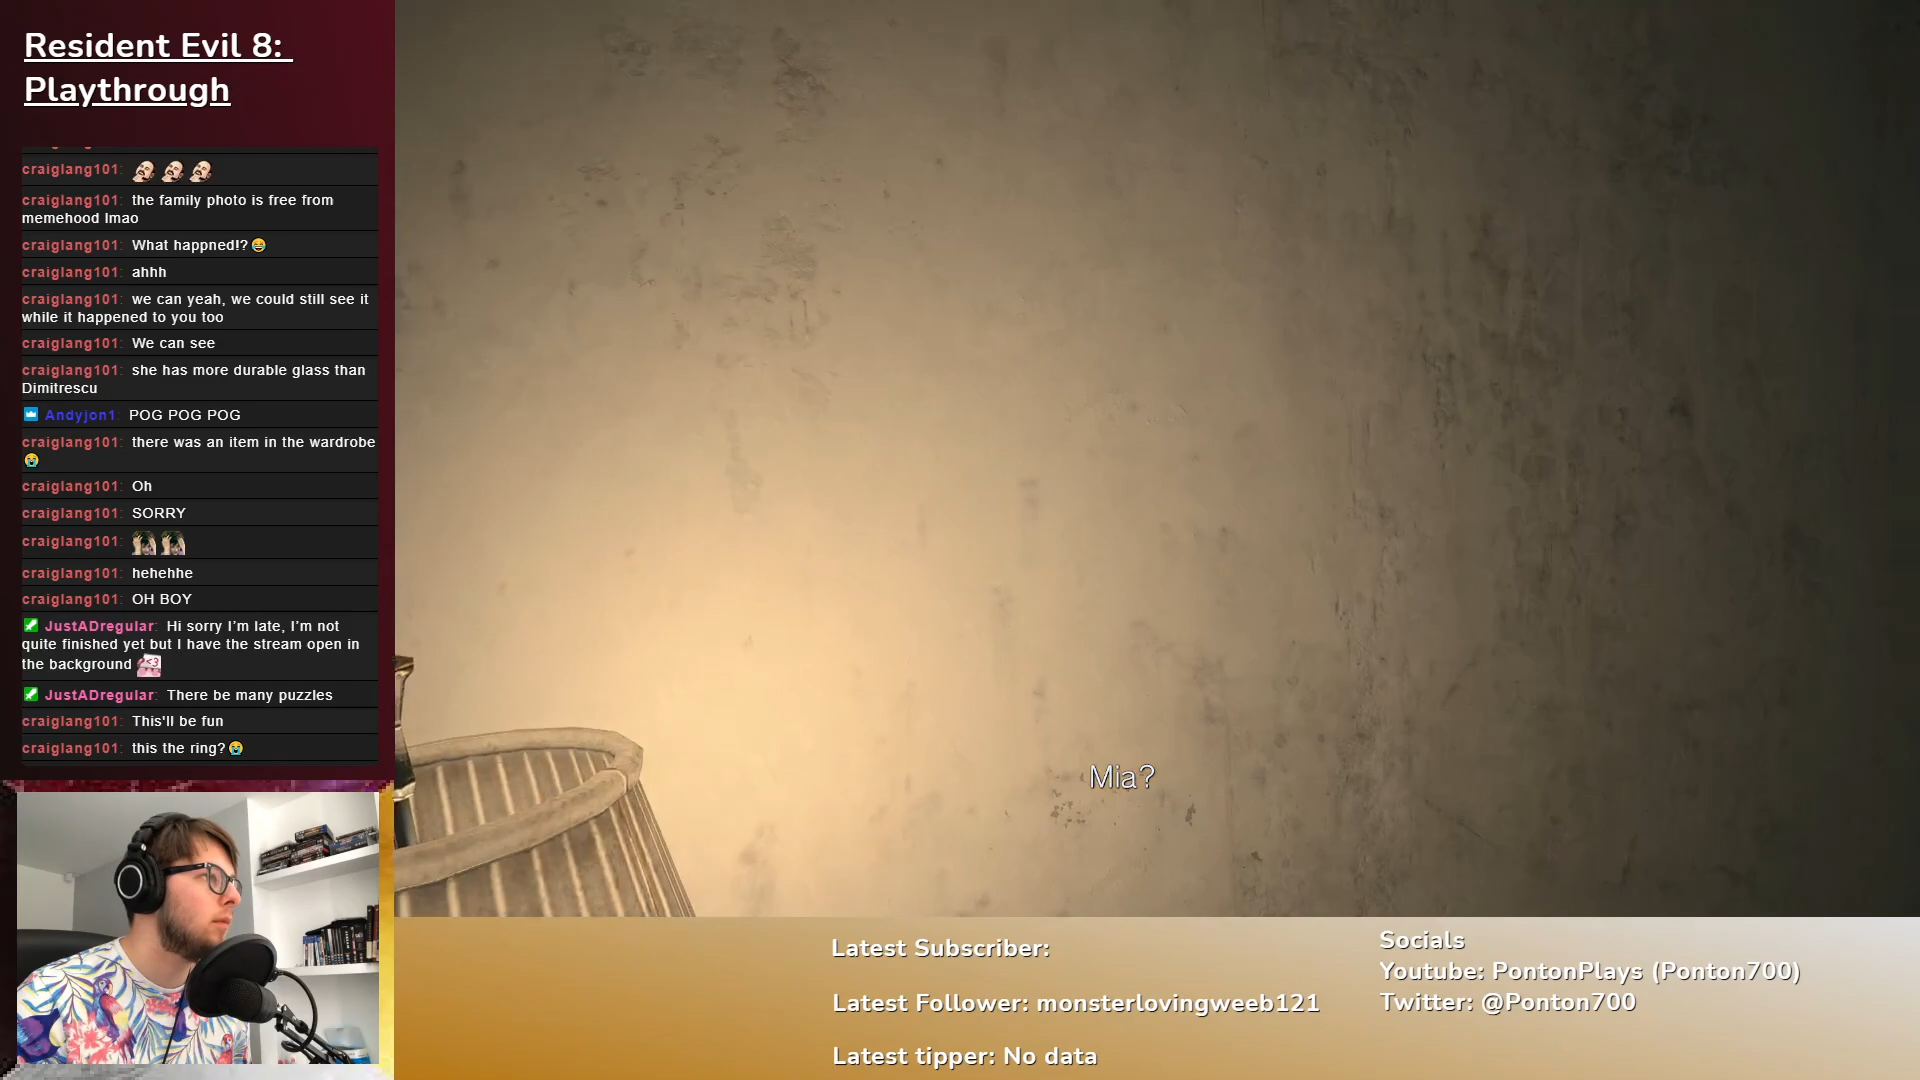 Resident Evil 8:
Playthrough
craiglang101:
craiglang101: the family photo is free from
memehood lmao
craiglang101: What happned!?
craiglang101: ahhh
craiglang101: we can yeah, we could still see it
while it happened to you too
craiglang101: We can see
craiglang101: she has more durable glass than
Dimitrescu
Andyjon1: POG POG POG
craiglang101: there was an item in the wardrobe
craiglang101: Oh
craiglang101: SORRY
craiglang101:
craiglang101: hehehhe
craiglang101: OH BOY
JustADregular: Hi sorry I'm late, I'm not
quite finished yet but I have the stream open in
the background <3
JustADregular: There be many puzzles
craiglang101: This'll be fun
craiglang101: this the ring?
Mia?
Latest Subscriber:
Latest Follower: monsterlovingweeb121
Latest tipper: No data
Socials
Youtube: PontonPlays (Ponton700)
Twitter: @Ponton700